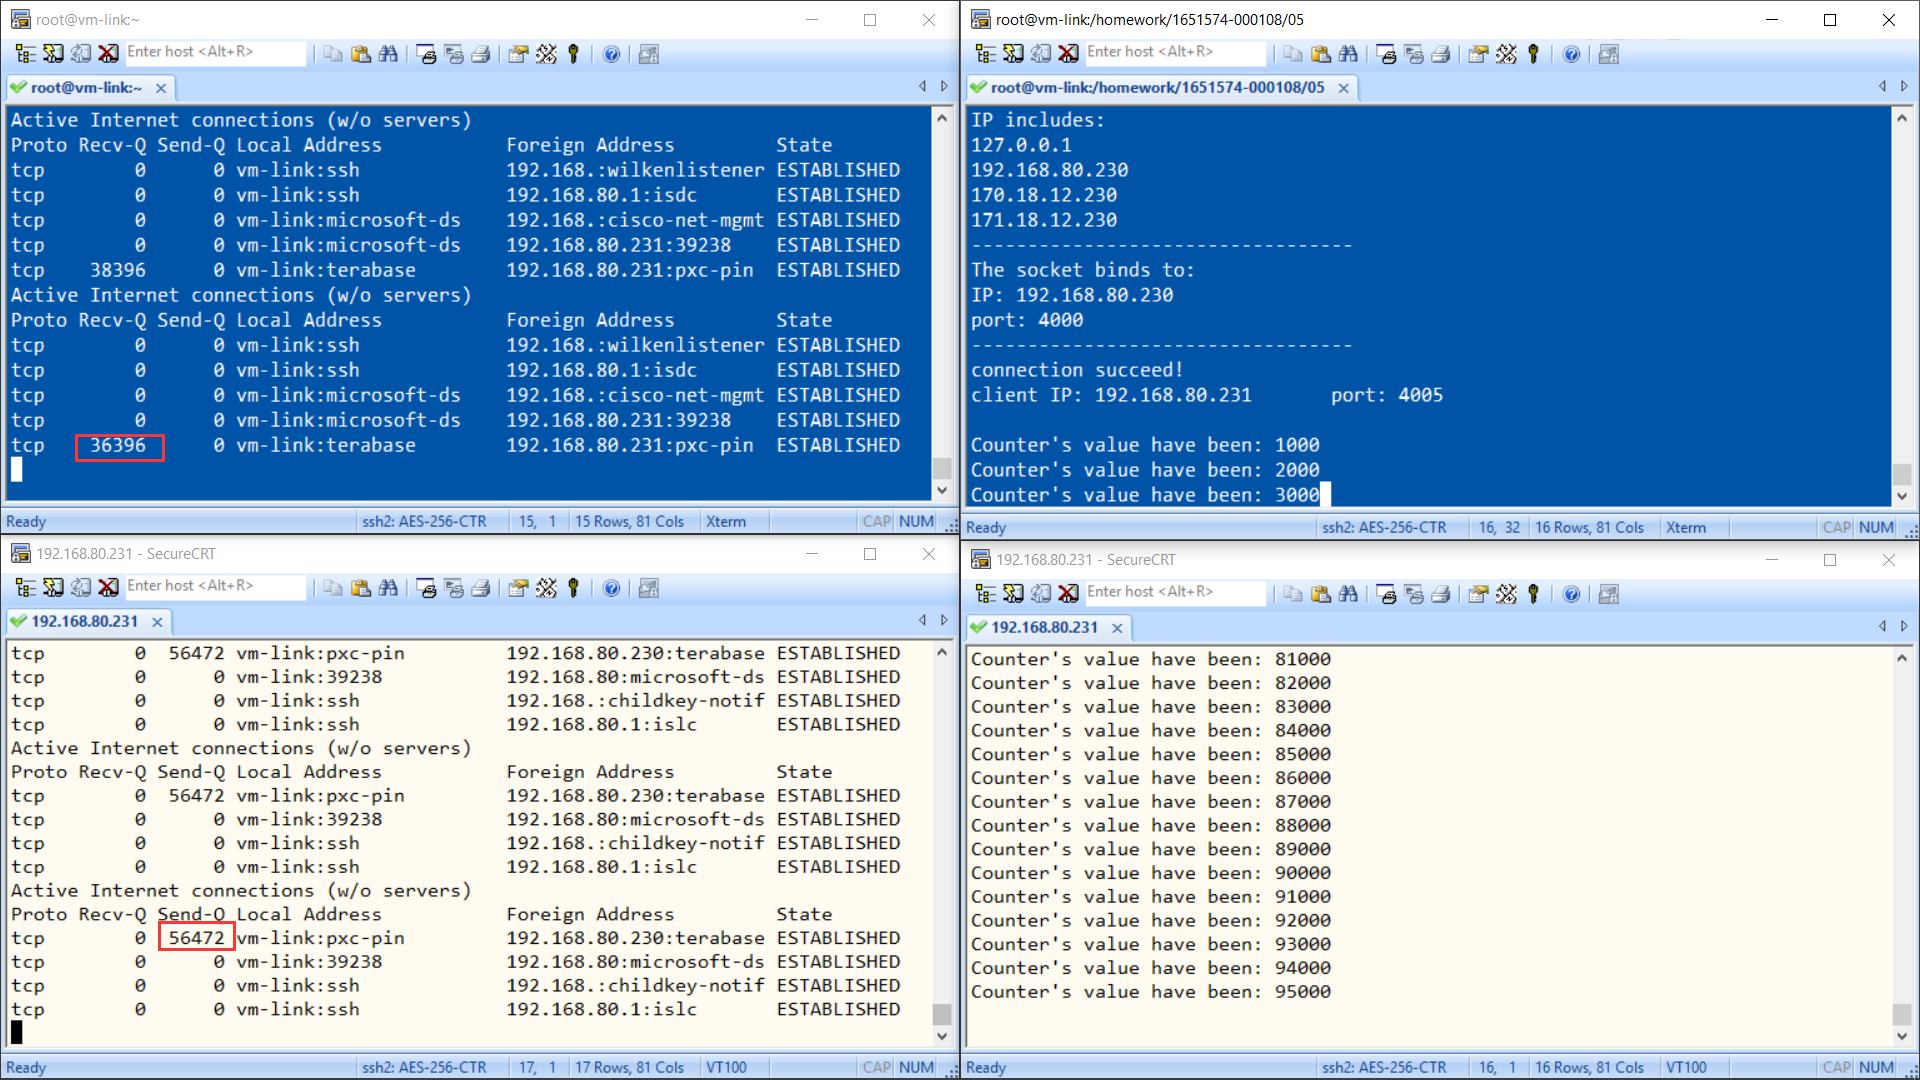 root@vm-link:~
Enter host <Alt+R>
root@vm-link:~
Active Internet connections (w/o servers)
Proto Recv-Q Send-Q Local Address           Foreign Address         State
tcp        0      0 vm-link:ssh             192.168.:wilkenlistener ESTABLISHED
tcp        0      0 vm-link:ssh             192.168.80.1:isdc       ESTABLISHED
tcp        0      0 vm-link:microsoft-ds    192.168.:cisco-net-mgmt ESTABLISHED
tcp        0      0 vm-link:microsoft-ds    192.168.80.231:39238    ESTABLISHED
tcp    38396      0 vm-link:terabase        192.168.80.231:pxc-pin  ESTABLISHED
Active Internet connections (w/o servers)
Proto Recv-Q Send-Q Local Address           Foreign Address         State
tcp        0      0 vm-link:ssh             192.168.:wilkenlistener ESTABLISHED
tcp        0      0 vm-link:ssh             192.168.80.1:isdc       ESTABLISHED
tcp        0      0 vm-link:microsoft-ds    192.168.:cisco-net-mgmt ESTABLISHED
tcp        0      0 vm-link:microsoft-ds    192.168.80.231:39238    ESTABLISHED
tcp    36396      0 vm-link:terabase        192.168.80.231:pxc-pin  ESTABLISHED
Ready ssh2: AES-256-CTR 15, 1 15 Rows, 81 Cols Xterm CAP NUM
root@vm-link:/homework/1651574-000108/05
Enter host <Alt+R>
root@vm-link:/homework/1651574-000108/05
IP includes:
127.0.0.1
192.168.80.230
170.18.12.230
171.18.12.230
----------------------------------
The socket binds to:
IP: 192.168.80.230
port: 4000
----------------------------------
connection succeed!
client IP: 192.168.80.231       port: 4005
Counter's value have been: 1000
Counter's value have been: 2000
Counter's value have been: 3000
Ready ssh2: AES-256-CTR 16, 32 16 Rows, 81 Cols Xterm CAP NUM
192.168.80.231 - SecureCRT
Enter host <Alt+R>
192.168.80.231
tcp        0  56472 vm-link:pxc-pin         192.168.80.230:terabase ESTABLISHED
tcp        0      0 vm-link:39238           192.168.80:microsoft-ds ESTABLISHED
tcp        0      0 vm-link:ssh             192.168.:childkey-notif ESTABLISHED
tcp        0      0 vm-link:ssh             192.168.80.1:islc       ESTABLISHED
Active Internet connections (w/o servers)
Proto Recv-Q Send-Q Local Address           Foreign Address         State
tcp        0  56472 vm-link:pxc-pin         192.168.80.230:terabase ESTABLISHED
tcp        0      0 vm-link:39238           192.168.80:microsoft-ds ESTABLISHED
tcp        0      0 vm-link:ssh             192.168.:childkey-notif ESTABLISHED
tcp        0      0 vm-link:ssh             192.168.80.1:islc       ESTABLISHED
Active Internet connections (w/o servers)
Proto Recv-Q Send-Q Local Address           Foreign Address         State
tcp        0  56472 vm-link:pxc-pin         192.168.80.230:terabase ESTABLISHED
tcp        0      0 vm-link:39238           192.168.80:microsoft-ds ESTABLISHED
tcp        0      0 vm-link:ssh             192.168.:childkey-notif ESTABLISHED
tcp        0      0 vm-link:ssh             192.168.80.1:islc       ESTABLISHED
Ready ssh2: AES-256-CTR 17, 1 17 Rows, 81 Cols VT100 CAP NUM
192.168.80.231 - SecureCRT
Enter host <Alt+R>
192.168.80.231
Counter's value have been: 81000
Counter's value have been: 82000
Counter's value have been: 83000
Counter's value have been: 84000
Counter's value have been: 85000
Counter's value have been: 86000
Counter's value have been: 87000
Counter's value have been: 88000
Counter's value have been: 89000
Counter's value have been: 90000
Counter's value have been: 91000
Counter's value have been: 92000
Counter's value have been: 93000
Counter's value have been: 94000
Counter's value have been: 95000
Ready ssh2: AES-256-CTR 16, 1 16 Rows, 81 Cols VT100 CAP NUM